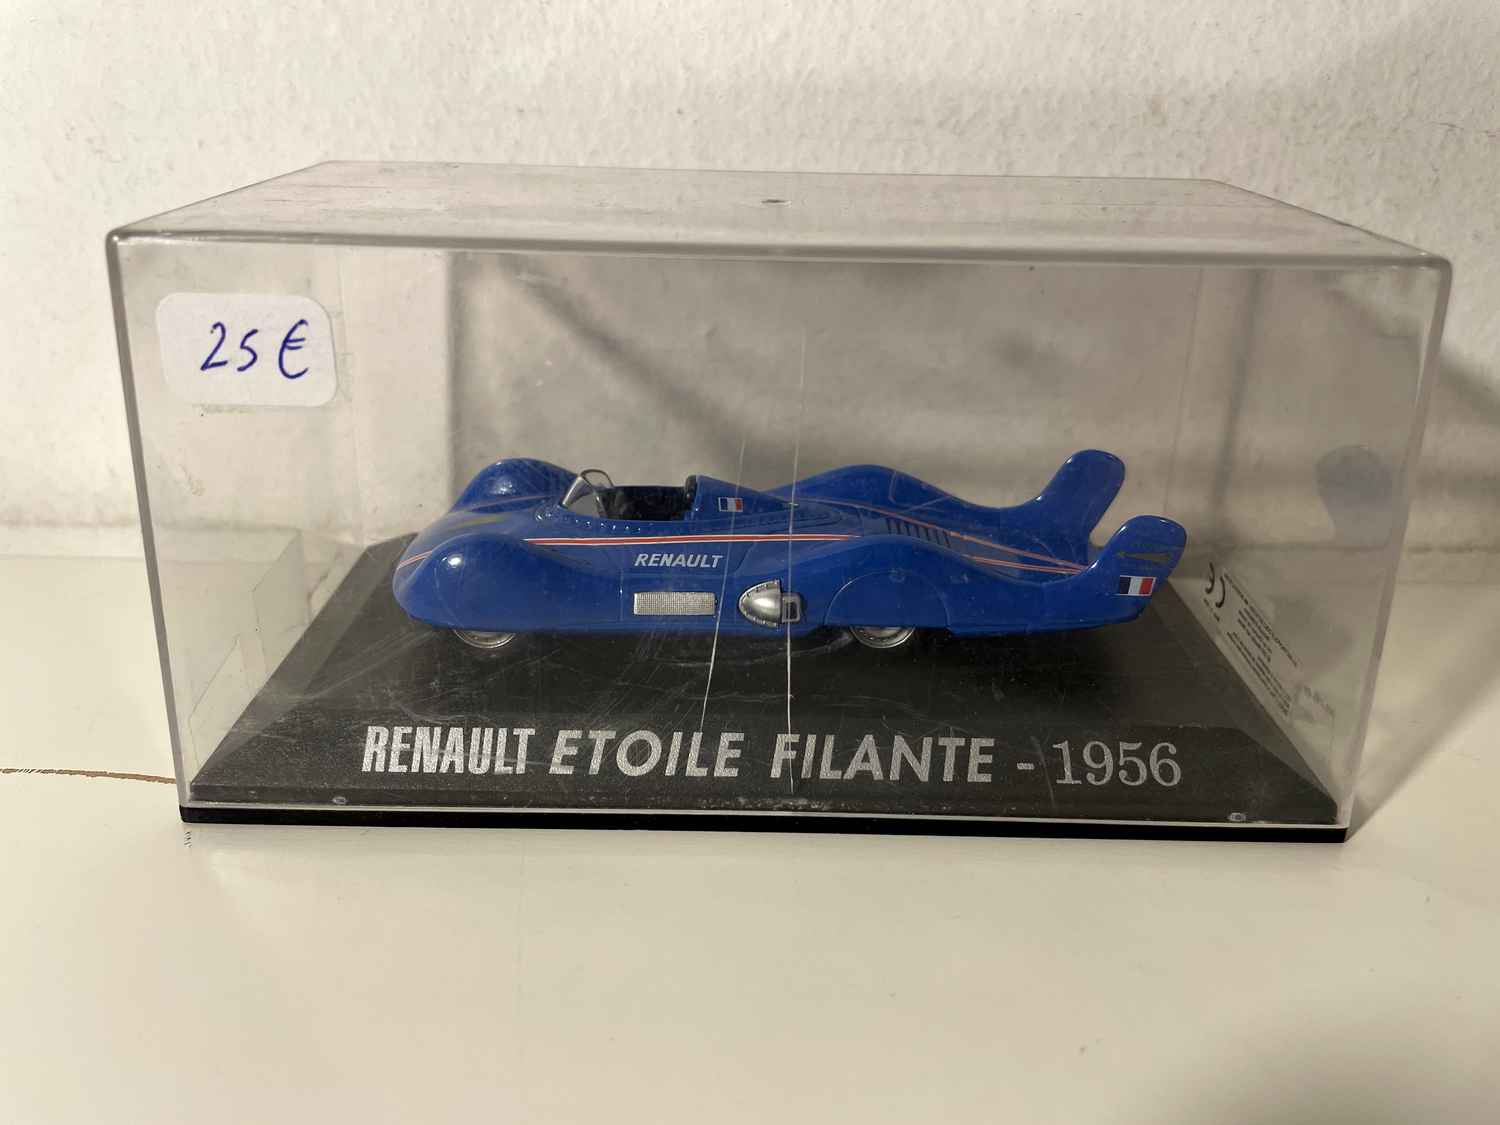 25 €
RENAULT
RENAULT ETOILE FILANTE - 1956